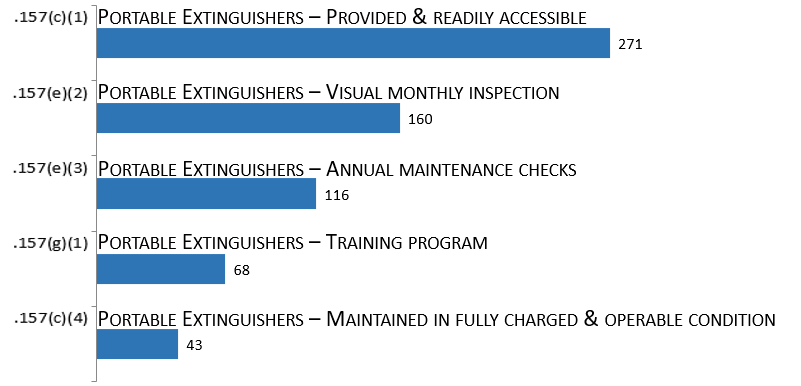 .157(c)(1) Portable Extinguishers – Provided & readily accessible
271
.157(e)(2) Portable Extinguishers – Visual monthly inspection
160
.157(e)(3) Portable Extinguishers – Annual maintenance checks
116
.157(g)(1) Portable Extinguishers – Training program
68
.157(c)(4) Portable Extinguishers – Maintained in fully charged & operable condition
43